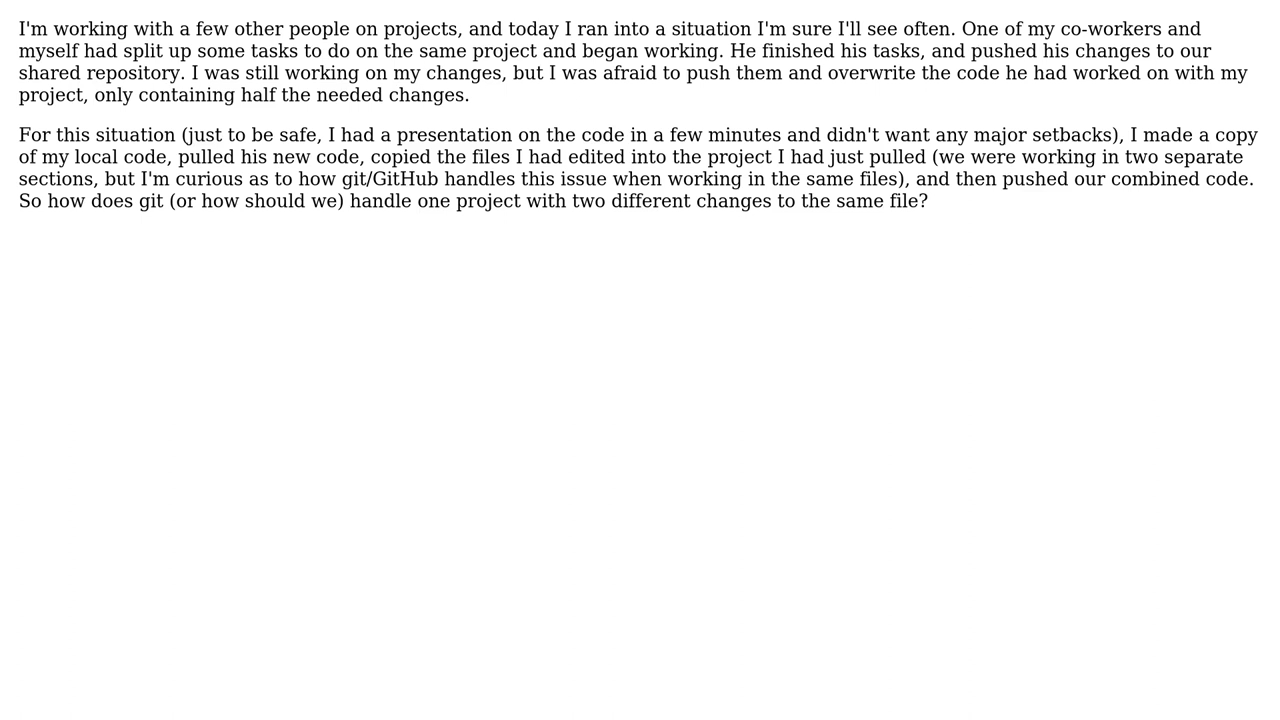 I'm working with a few other people on projects, and today I ran into a situation I'm sure I'll see often. One of my co-workers and
myself had split up some tasks to do on the same project and began working. He finished his tasks, and pushed his changes to our
shared repository. I was still working on my changes, but I was afraid to push them and overwrite the code he had worked on with my
project, only containing half the needed changes.
For this situation (just to be safe, I had a presentation on the code in a few minutes and didn't want any major setbacks), I made a copy
of my local code, pulled his new code, copied the files I had edited into the project I had just pulled (we were working in two separate
sections, but I'm curious as to how git/GitHub handles this issue when working in the same files), and then pushed our combined code.
So how does git (or how should we) handle one project with two different changes to the same file?